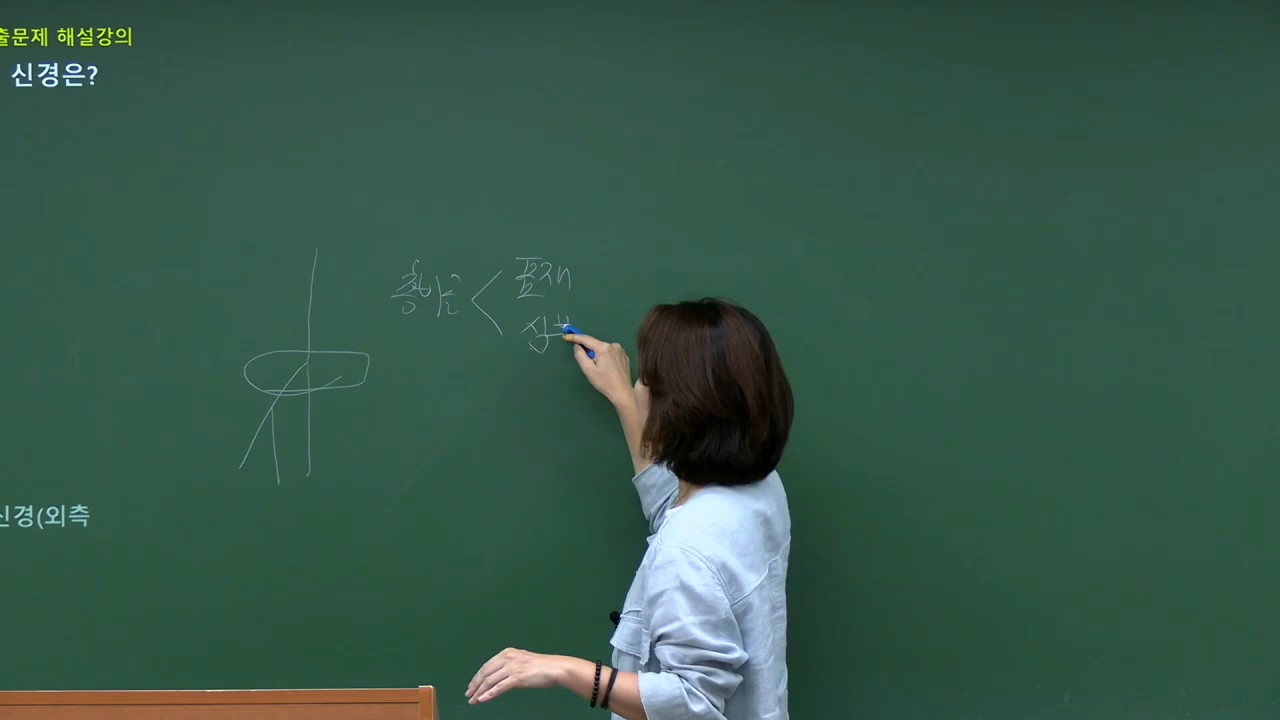 출문제 해설강의
신경은?
총비 < 표재
심부
신경(외측